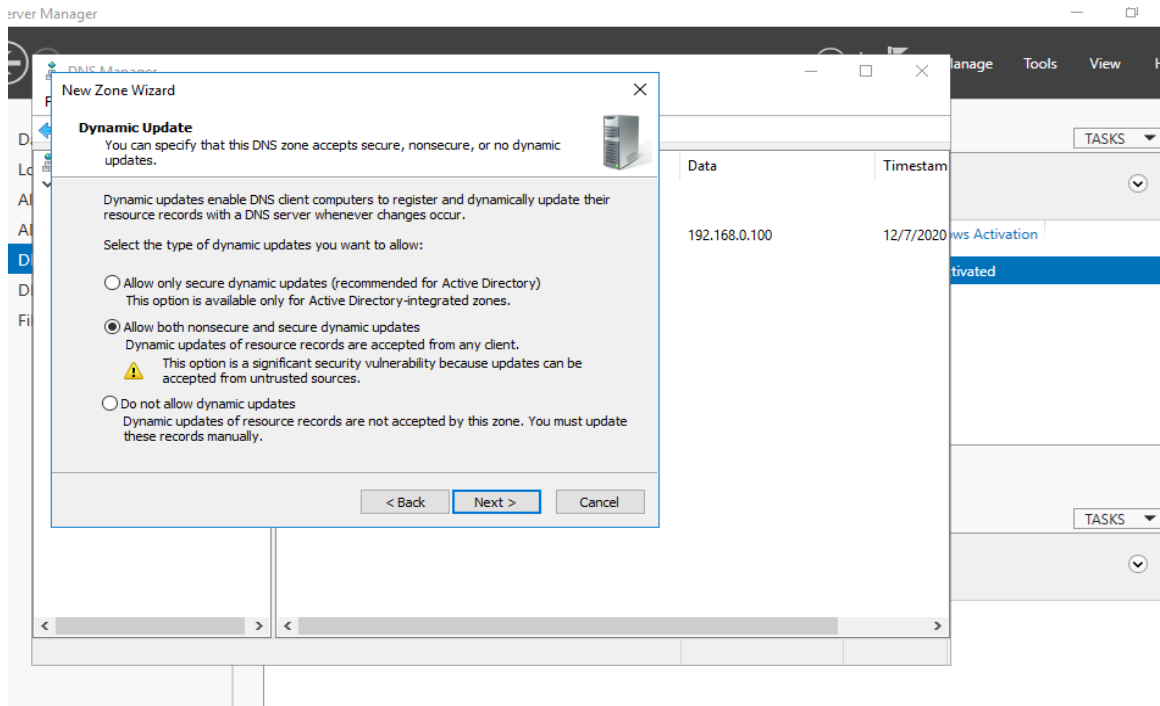 erver Manager
anage Tools View H
DNS Manager
F
New Zone Wizard
Dynamic Update
You can specify that this DNS zone accepts secure, nonsecure, or no dynamic
updates.
Dynamic updates enable DNS client computers to register and dynamically update their
resource records with a DNS server whenever changes occur.
Select the type of dynamic updates you want to allow:
Allow only secure dynamic updates (recommended for Active Directory)
This option is available only for Active Directory-integrated zones.
Allow both nonsecure and secure dynamic updates
Dynamic updates of resource records are accepted from any client.
This option is a significant security vulnerability because updates can be
accepted from untrusted sources.
Do not allow dynamic updates
Dynamic updates of resource records are not accepted by this zone. You must update
these records manually.
< Back Next > Cancel
Data Timestam
192.168.0.100 12/7/2020
D
Lo
Al
Al
D
D
Fi
TASKS
ws Activation
tivated
TASKS